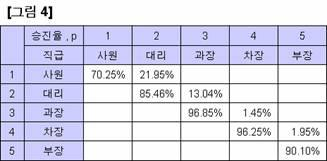 [그림 4]
승진율 , p 1 2 3 4 5
직급 사원 대리 과장 차장 부장
1 사원 70.25% 21.95%
2 대리 85.46% 13.04%
3 과장 96.85% 1.45%
4 차장 96.25% 1.95%
5 부장 90.10%